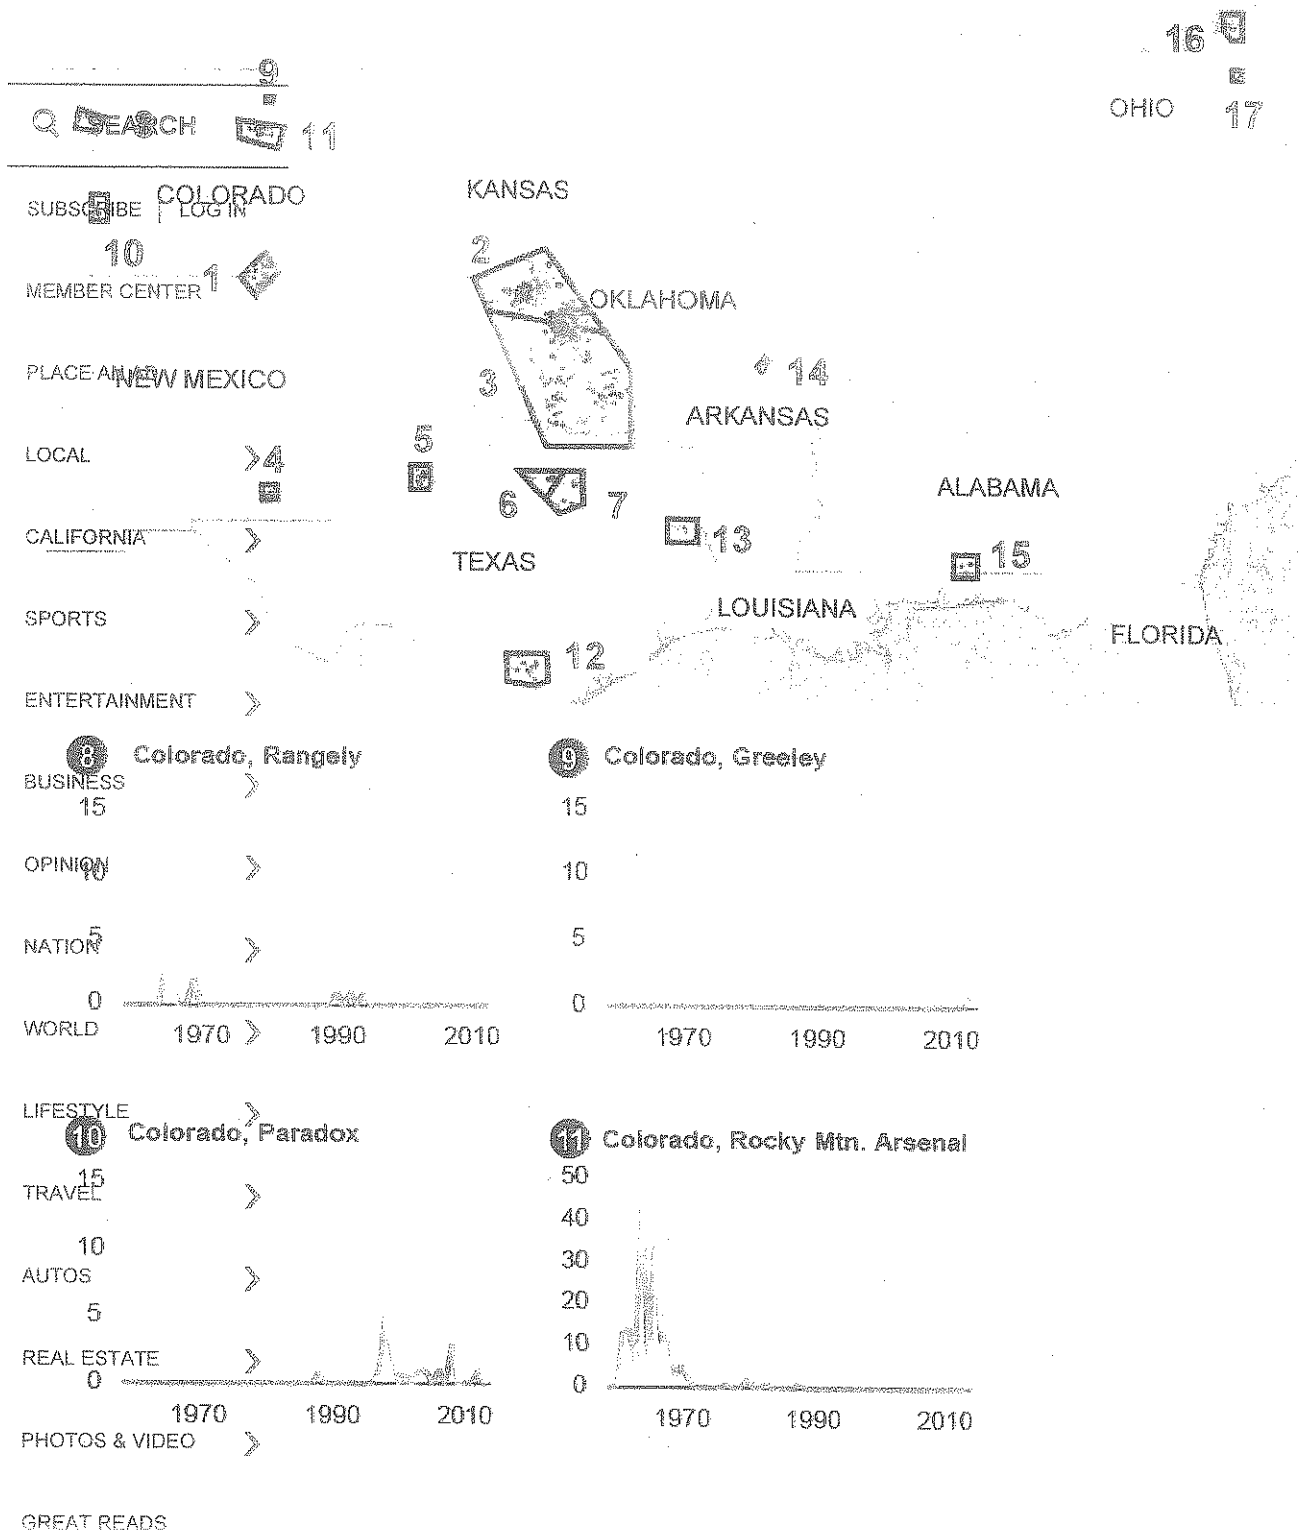 16
9
OHIO
17
SEARCH
11
COLORADO
KANSAS
SUBSCRIBE | LOG IN
10
2
1
MEMBER CENTER
OKLAHOMA
PLACE AN AD
NEW MEXICO
3
14
ARKANSAS
5
LOCAL
4
ALABAMA
6
7
CALIFORNIA
13
15
TEXAS
LOUISIANA
SPORTS
FLORIDA
12
ENTERTAINMENT
8 Colorado, Rangely
9 Colorado, Greeley
BUSINESS
15
15
OPINION
10
10
NATION
5
5
0
0
WORLD
1970 1990 2010
1970 1990 2010
LIFESTYLE
10 Colorado, Paradox
11 Colorado, Rocky Mtn. Arsenal
15
50
TRAVEL
40
10
30
AUTOS
20
5
10
REAL ESTATE
0
0
1970 1990 2010
1970 1990 2010
PHOTOS & VIDEO
GREAT READS